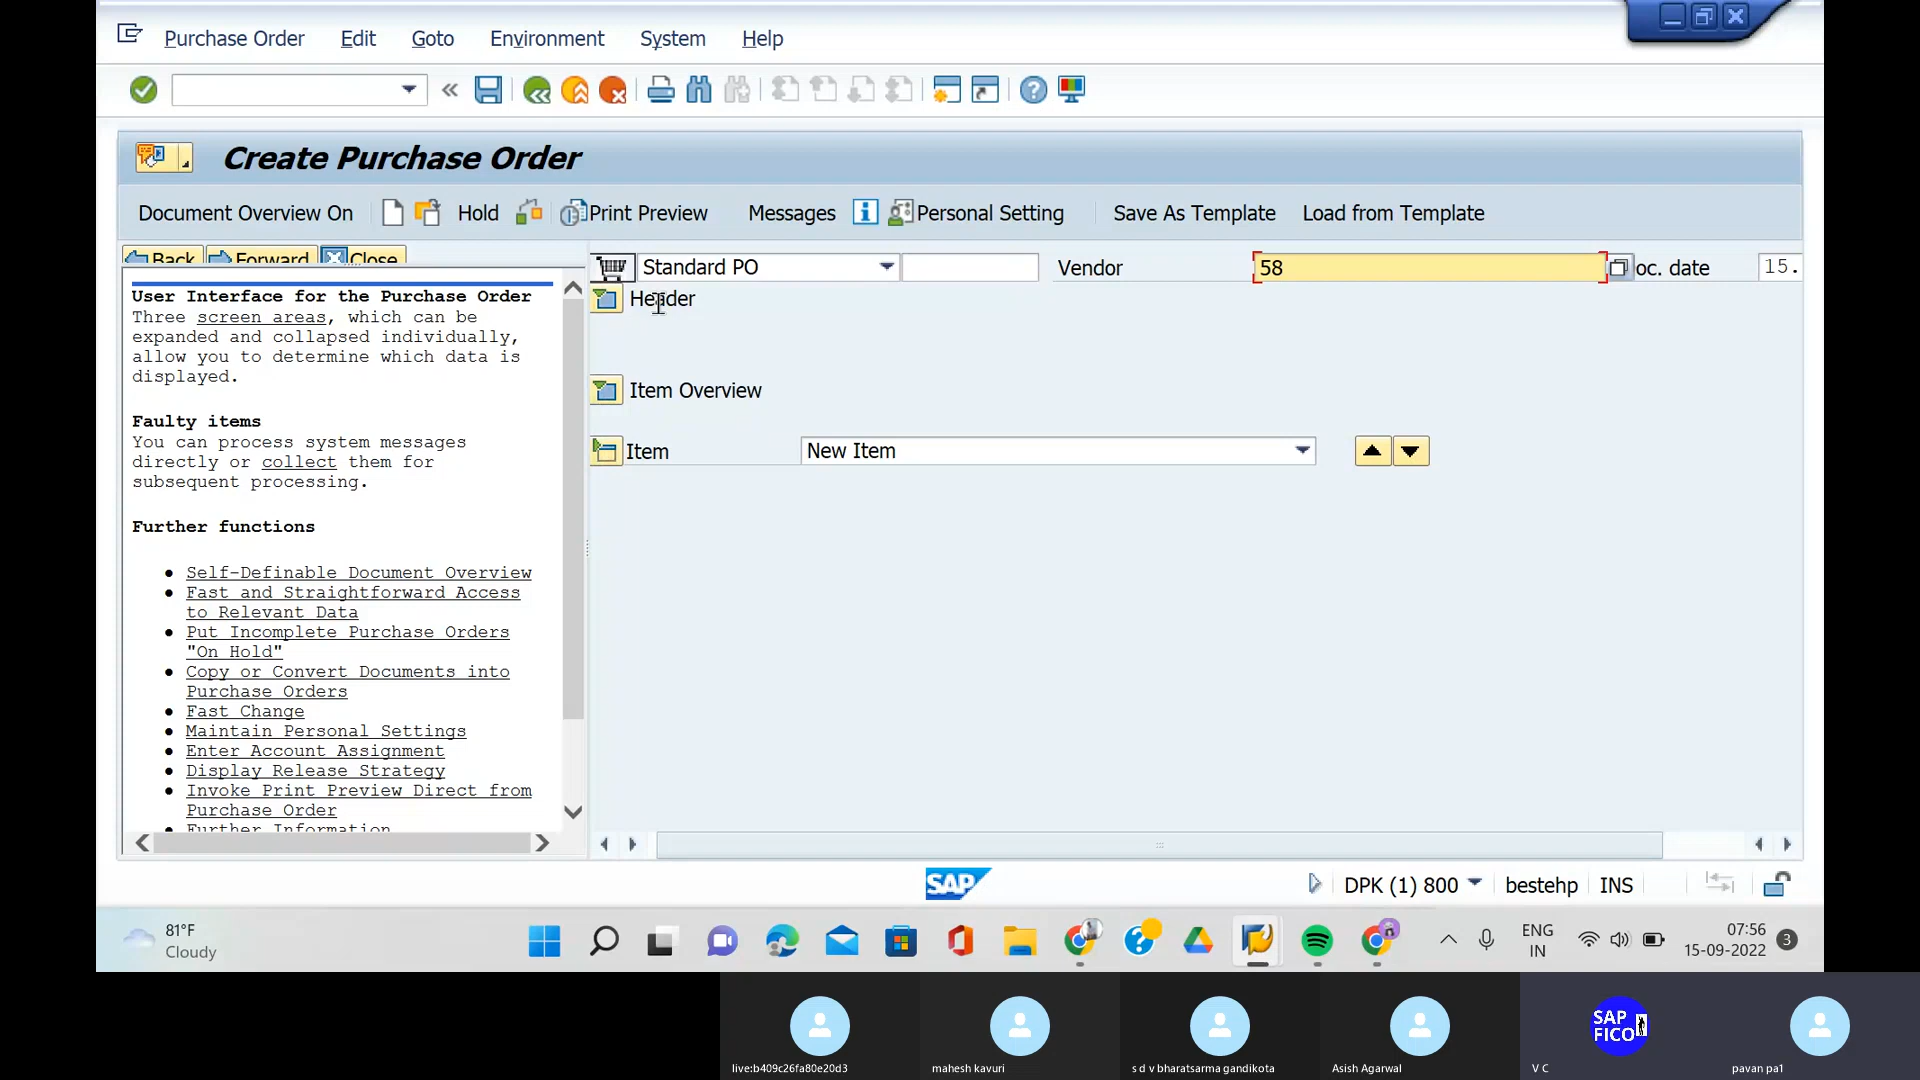 Purchase Order Edit Goto Environment System Help
Create Purchase Order
Document Overview On Hold Print Preview Messages Personal Setting Save As Template Load from Template
Back Forward Close
Standard PO Vendor 58 oc. date 15.
Header
Item Overview
Item New Item
User Interface for the Purchase Order
Three screen areas, which can be
expanded and collapsed individually,
allow you to determine which data is
displayed.
Faulty items
You can process system messages
directly or collect them for
subsequent processing.
Further functions
Self-Definable Document Overview
Fast and Straightforward Access
to Relevant Data
Put Incomplete Purchase Orders
"On Hold"
Copy or Convert Documents into
Purchase Orders
Fast Change
Maintain Personal Settings
Enter Account Assignment
Display Release Strategy
Invoke Print Preview Direct from
Purchase Order
Further Information
SAP DPK (1) 800 bestehp INS
81°F
Cloudy
ENG
IN
07:56
15-09-2022
3
SAP
FICO
live:b409c26fa80e20d3 mahesh kavuri s d v bharatsarma gandikota Asish Agarwal V C pavan pa1